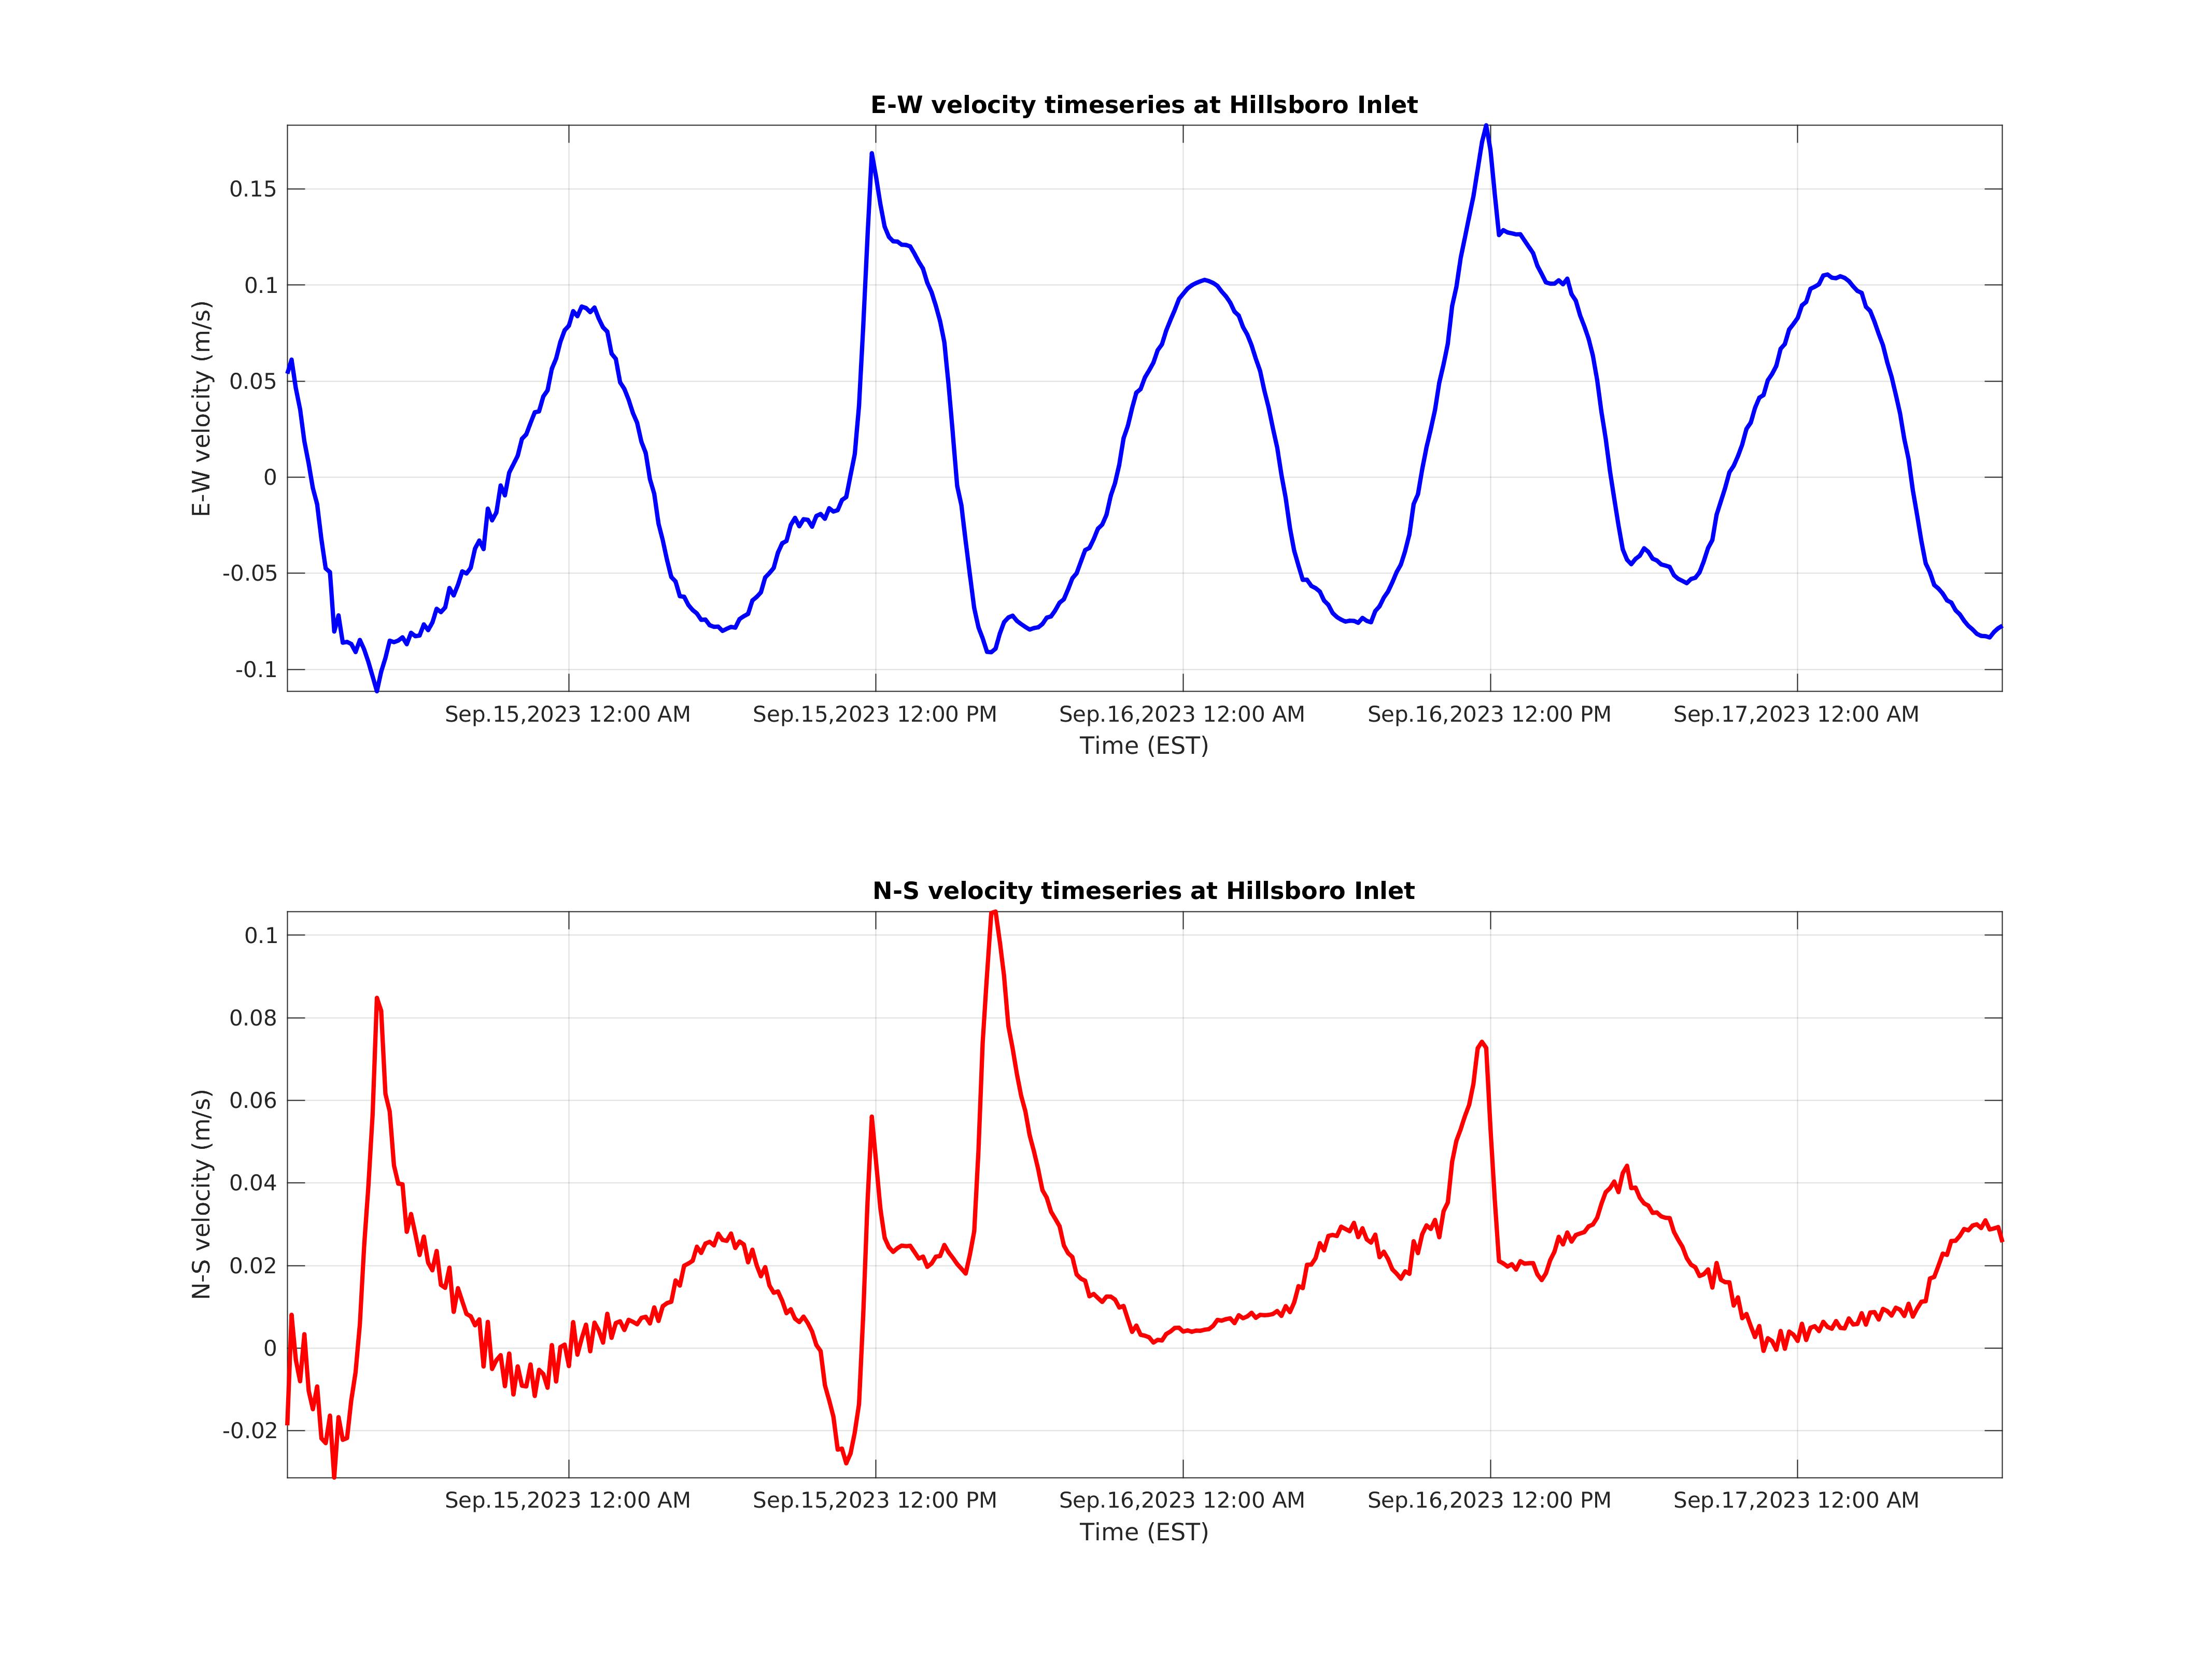 E-W velocity timeseries at Hillsboro Inlet
E-W velocity (m/s)
0.15
0.1
0.05
0
-0.05
-0.1
Sep.15,2023 12:00 AM
Sep.15,2023 12:00 PM
Sep.16,2023 12:00 AM
Sep.16,2023 12:00 PM
Sep.17,2023 12:00 AM
Time (EST)
N-S velocity timeseries at Hillsboro Inlet
N-S velocity (m/s)
0.1
0.08
0.06
0.04
0.02
0
-0.02
Sep.15,2023 12:00 AM
Sep.15,2023 12:00 PM
Sep.16,2023 12:00 AM
Sep.16,2023 12:00 PM
Sep.17,2023 12:00 AM
Time (EST)